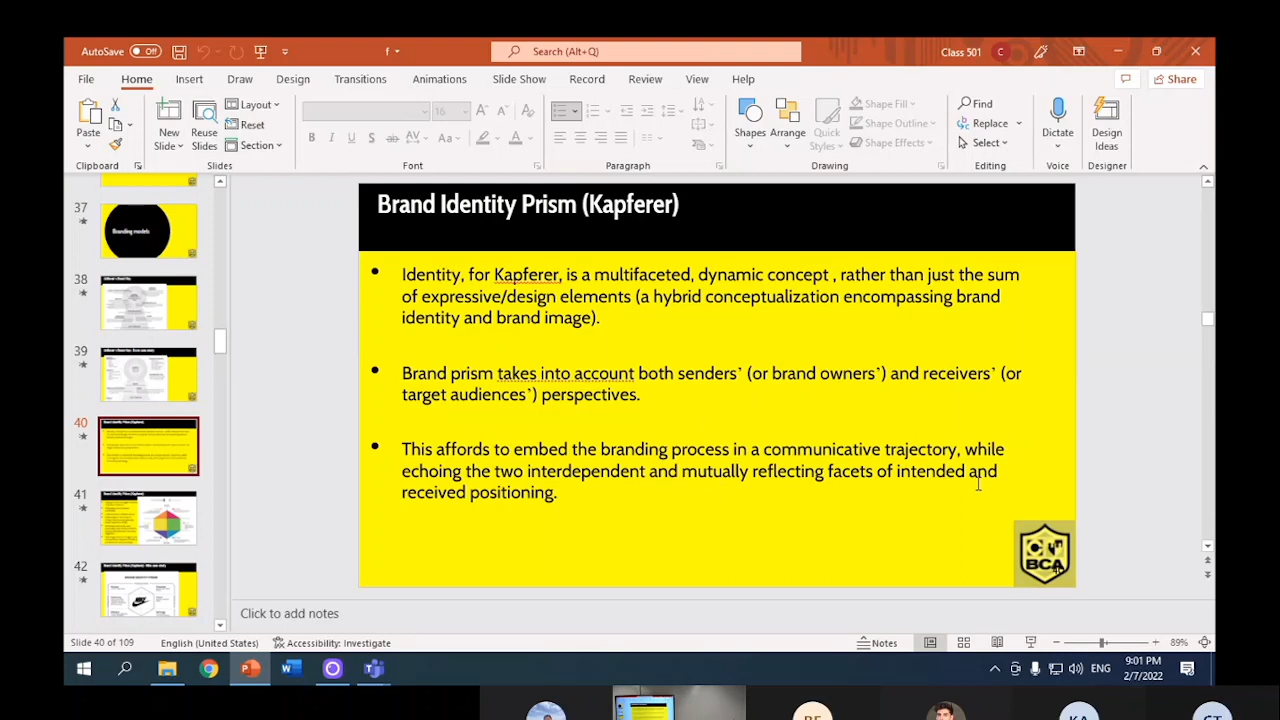 AutoSave Off f Search (Alt+Q) Class 501 C
File Home Insert Draw Design Transitions Animations Slide Show Record Review View Help Share
Paste New Slide Reuse Slides Layout Reset Section 16 Shapes Arrange Quick Styles Shape Fill Shape Outline Shape Effects Find Replace Select Dictate Design Ideas
Clipboard Slides Font Paragraph Drawing Editing Voice Designer
37
Branding models
38
39
40
41
42
Brand Identity Prism (Kapferer)
• Identity, for Kapferer, is a multifaceted, dynamic concept , rather than just the sum
of expressive/design elements (a hybrid conceptualization encompassing brand
identity and brand image).
• Brand prism takes into account both senders’ (or brand owners’) and receivers’ (or
target audiences’) perspectives.
• This affords to embed the branding process in a communicative trajectory, while
echoing the two interdependent and mutually reflecting facets of intended and
received positioning.
BCA
Click to add notes
Slide 40 of 109 English (United States) Accessibility: Investigate Notes 89%
ENG 9:01 PM
2/7/2022